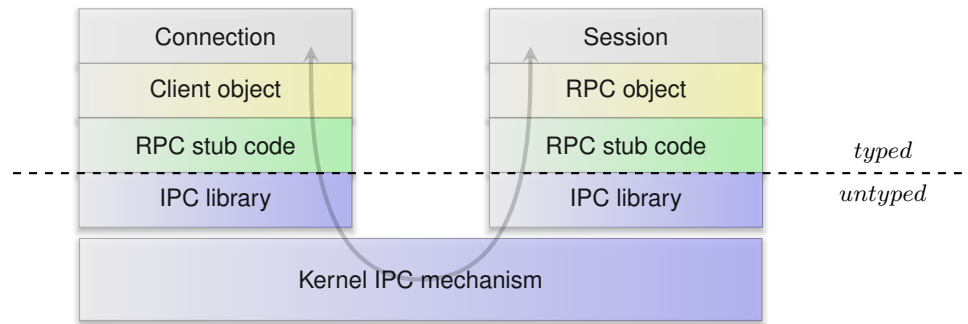 Connection
Session
Client object
RPC object
RPC stub code
RPC stub code
typed
IPC library
IPC library
untyped
Kernel IPC mechanism